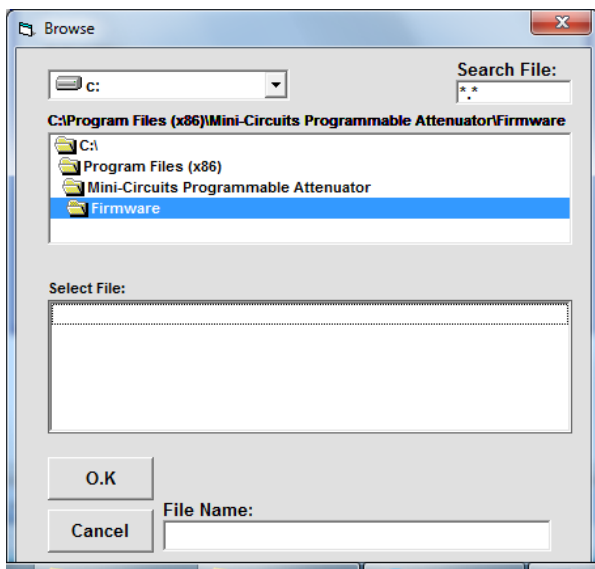 Browse
x
c:
Search File:
*.*
C:\Program Files (x86)\Mini-Circuits Programmable Attenuator\Firmware
C:\
Program Files (x86)
Mini-Circuits Programmable Attenuator
Firmware
Select File:
O.K
Cancel
File Name: